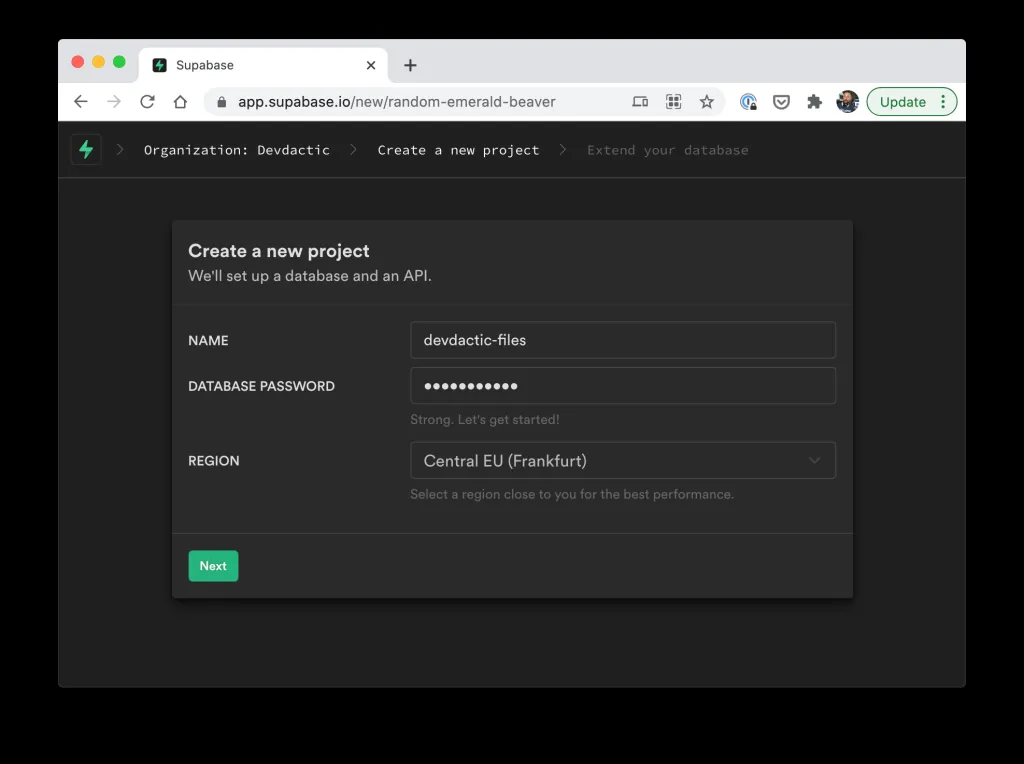 Supabase
app.supabase.io/new/random-emerald-beaver
Update
Organization: Devdactic
Create a new project
Extend your database
Create a new project
We'll set up a database and an API.
NAME
devdactic-files
DATABASE PASSWORD
•••••••••••
Strong. Let's get started!
REGION
Central EU (Frankfurt)
Select a region close to you for the best performance.
Next